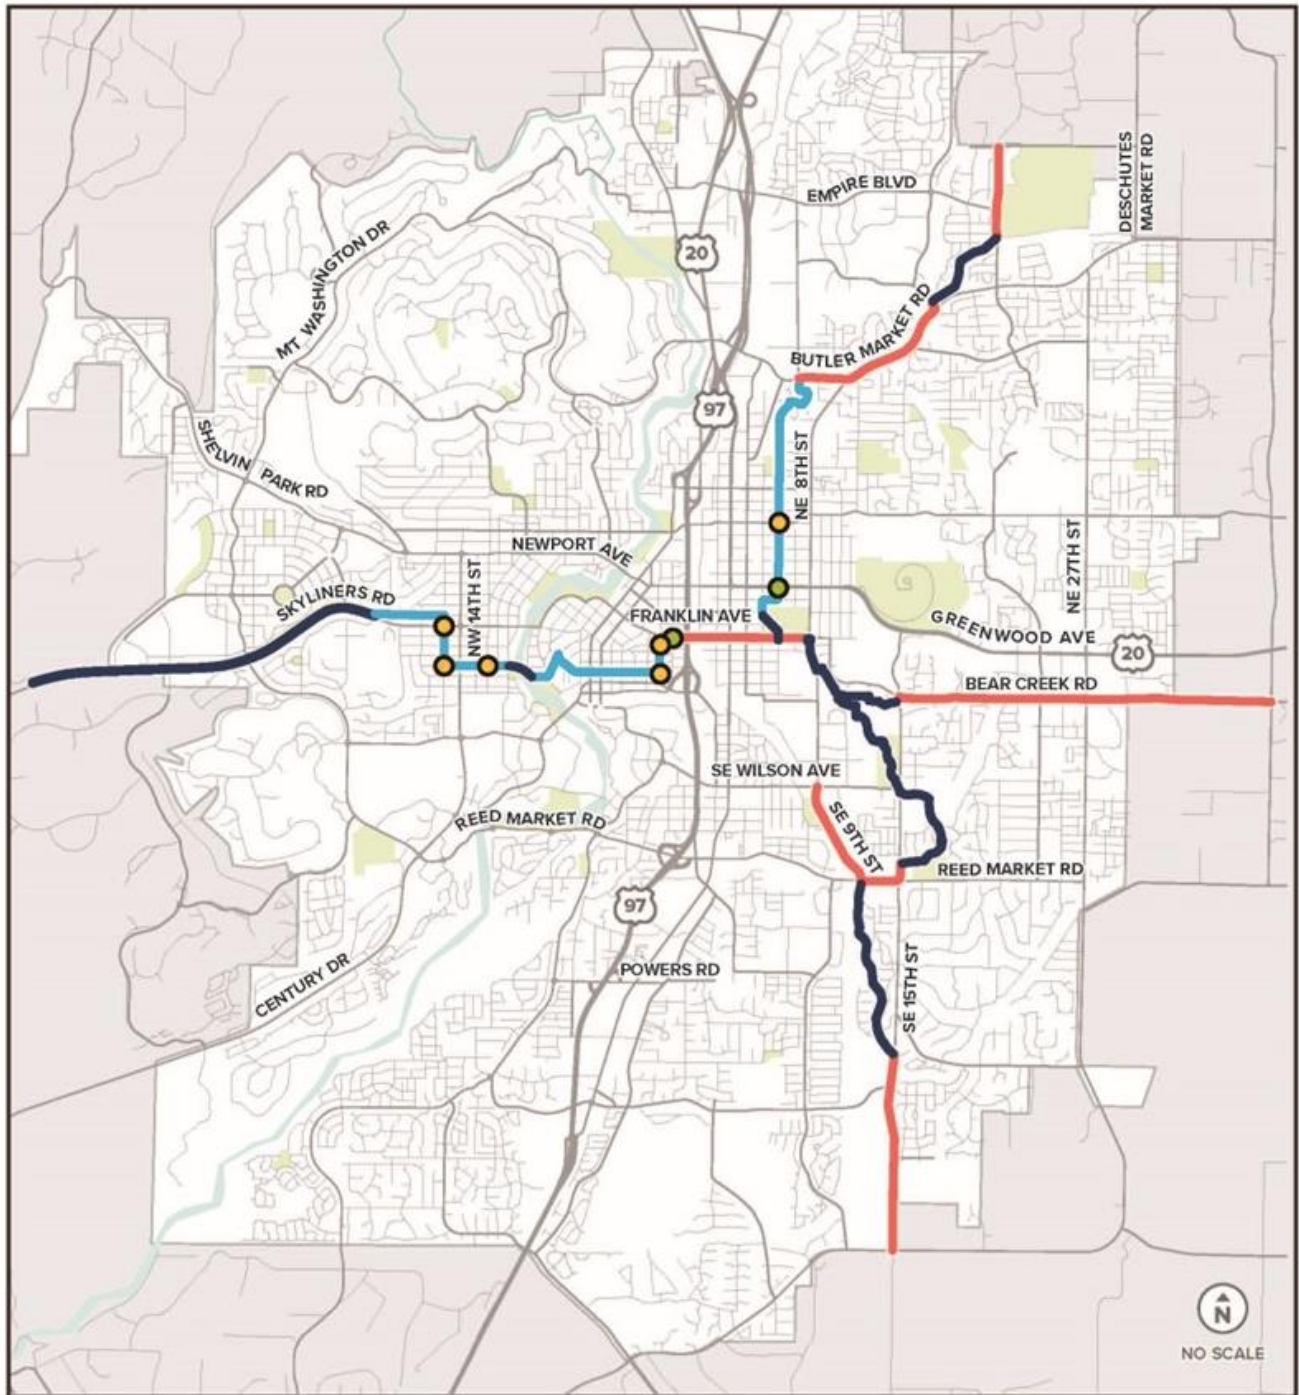 DESCHUTES
MARKET RD
EMPIRE BLVD
MT WASHINGTON DR
20
BUTLER MARKET RD
97
SHELVIN PARK RD
NE 8TH ST
NEWPORT AVE
NE 27TH ST
NW 14TH ST
SKYLINERS RD
FRANKLIN AVE
GREENWOOD AVE
20
BEAR CREEK RD
SE WILSON AVE
REED MARKET RD
SE 9TH ST
REED MARKET RD
97
SE 15TH ST
POWERS RD
CENTURY DR
N
NO SCALE